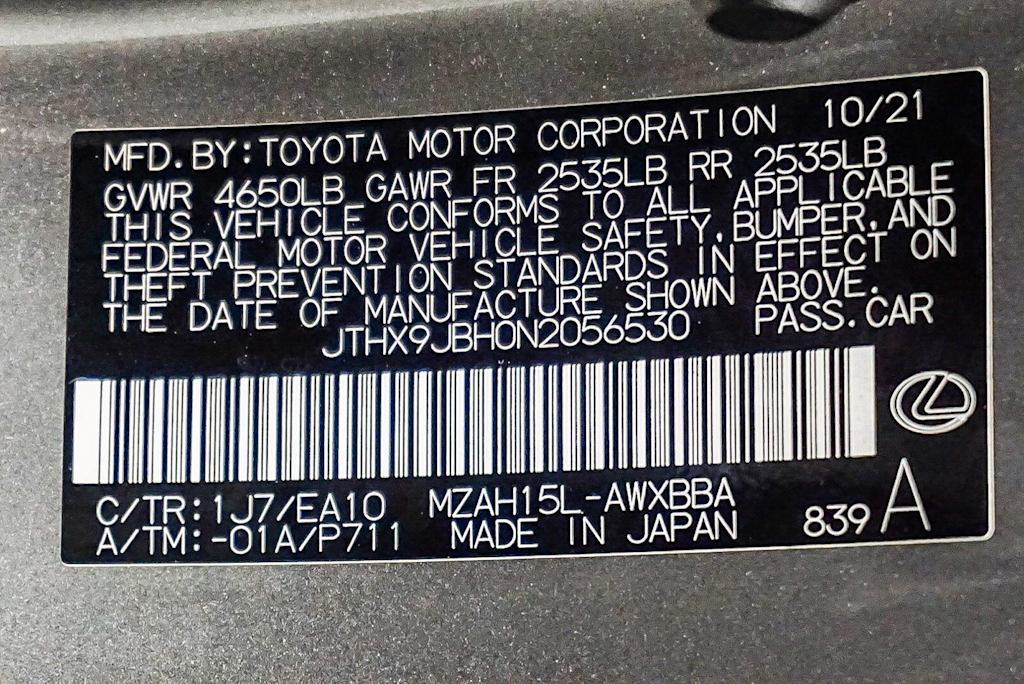 MFD. BY: TOYOTA MOTOR CORPORATION 10/21
GVWR 4650LB GAWR FR 2535LB RR 2535LB
THIS VEHICLE CONFORMS TO ALL APPLICABLE
FEDERAL MOTOR VEHICLE SAFETY, BUMPER, AND
THEFT PREVENTION STANDARDS IN EFFECT ON
THE DATE OF MANUFACTURE SHOWN ABOVE.
JTHX9JBH0N2056530 PASS. CAR
C/TR: 1J7/EA10 MZAH15L-AWXBBA
A/TM: -01A/P711 MADE IN JAPAN 839 A